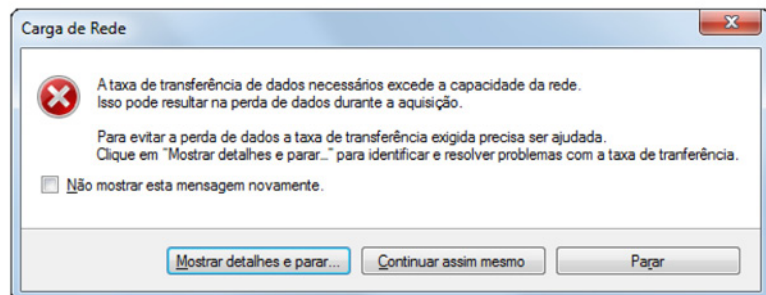 Carga de Rede
A taxa de transferência de dados necessários excede a capacidade da rede.
Isso pode resultar na perda de dados durante a aquisição.
Para evitar a perda de dados a taxa de transferência exigida precisa ser ajudada.
Clique em "Mostrar detalhes e parar..." para identificar e resolver problemas com a taxa de tranferência.
Não mostrar esta mensagem novamente.
Mostrar detalhes e parar... Continuar assim mesmo Parar